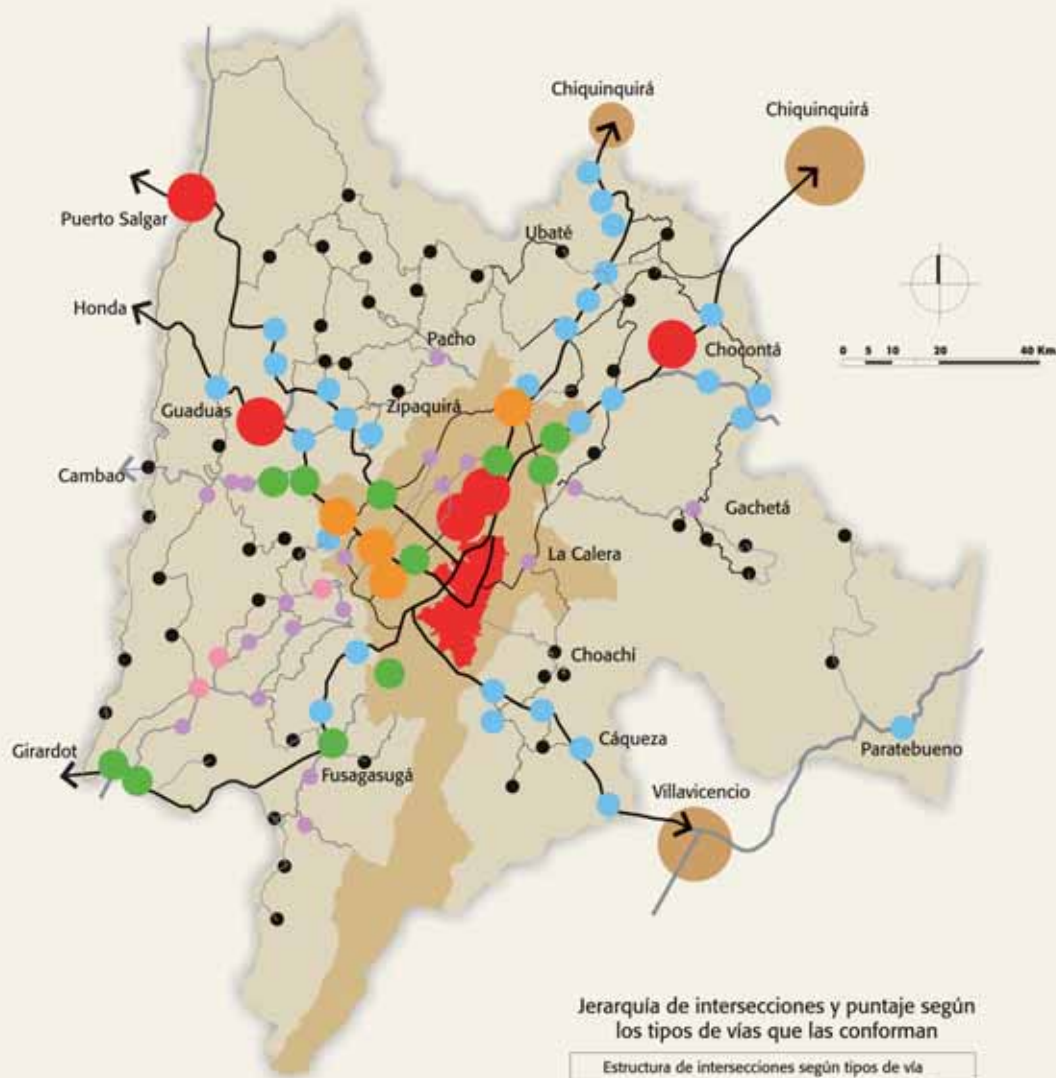 Chiquinquirá
Chiquinquirá
Puerto Salgar
Ubaté
Honda
Pacho
Chocontá
0 5 10 20 40 Km.
Guaduas
Zipaquirá
Cambao
Gachetá
La Calera
Choachí
Girardot
Cáqueza
Paratebueno
Fusagasugá
Villavicencio
Jerarquía de intersecciones y puntaje según
los tipos de vías que las conforman
Estructura de intersecciones según tipos de vía